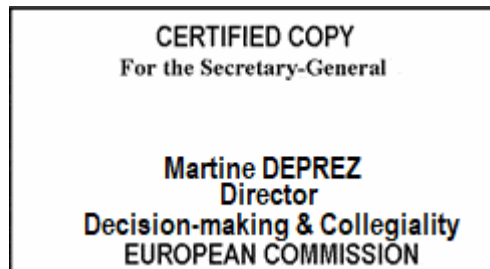 CERTIFIED COPY
For the Secretary-General
Martine DEPREZ
Director
Decision-making & Collegiality
EUROPEAN COMMISSION